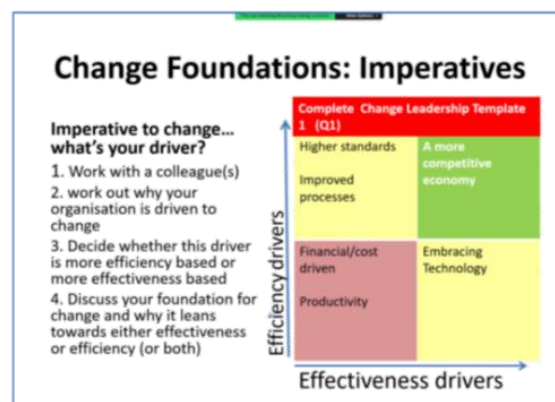 Change Foundations: Imperatives
Imperative to change…
what's your driver?
1. Work with a colleague(s)
2. work out why your
organisation is driven to
change
3. Decide whether this driver
is more efficiency based or
more effectiveness based
4. Discuss your foundation for
change and why it leans
towards either effectiveness
or efficiency (or both)
Complete Change Leadership Template
1 (Q1)
Higher standards
Improved
processes
A more
competitive
economy
Financial/cost
driven
Productivity
Embracing
Technology
Efficiency drivers
Effectiveness drivers